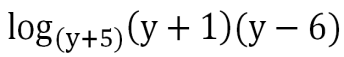 log₍y₊₅₎(y + 1)(y − 6)